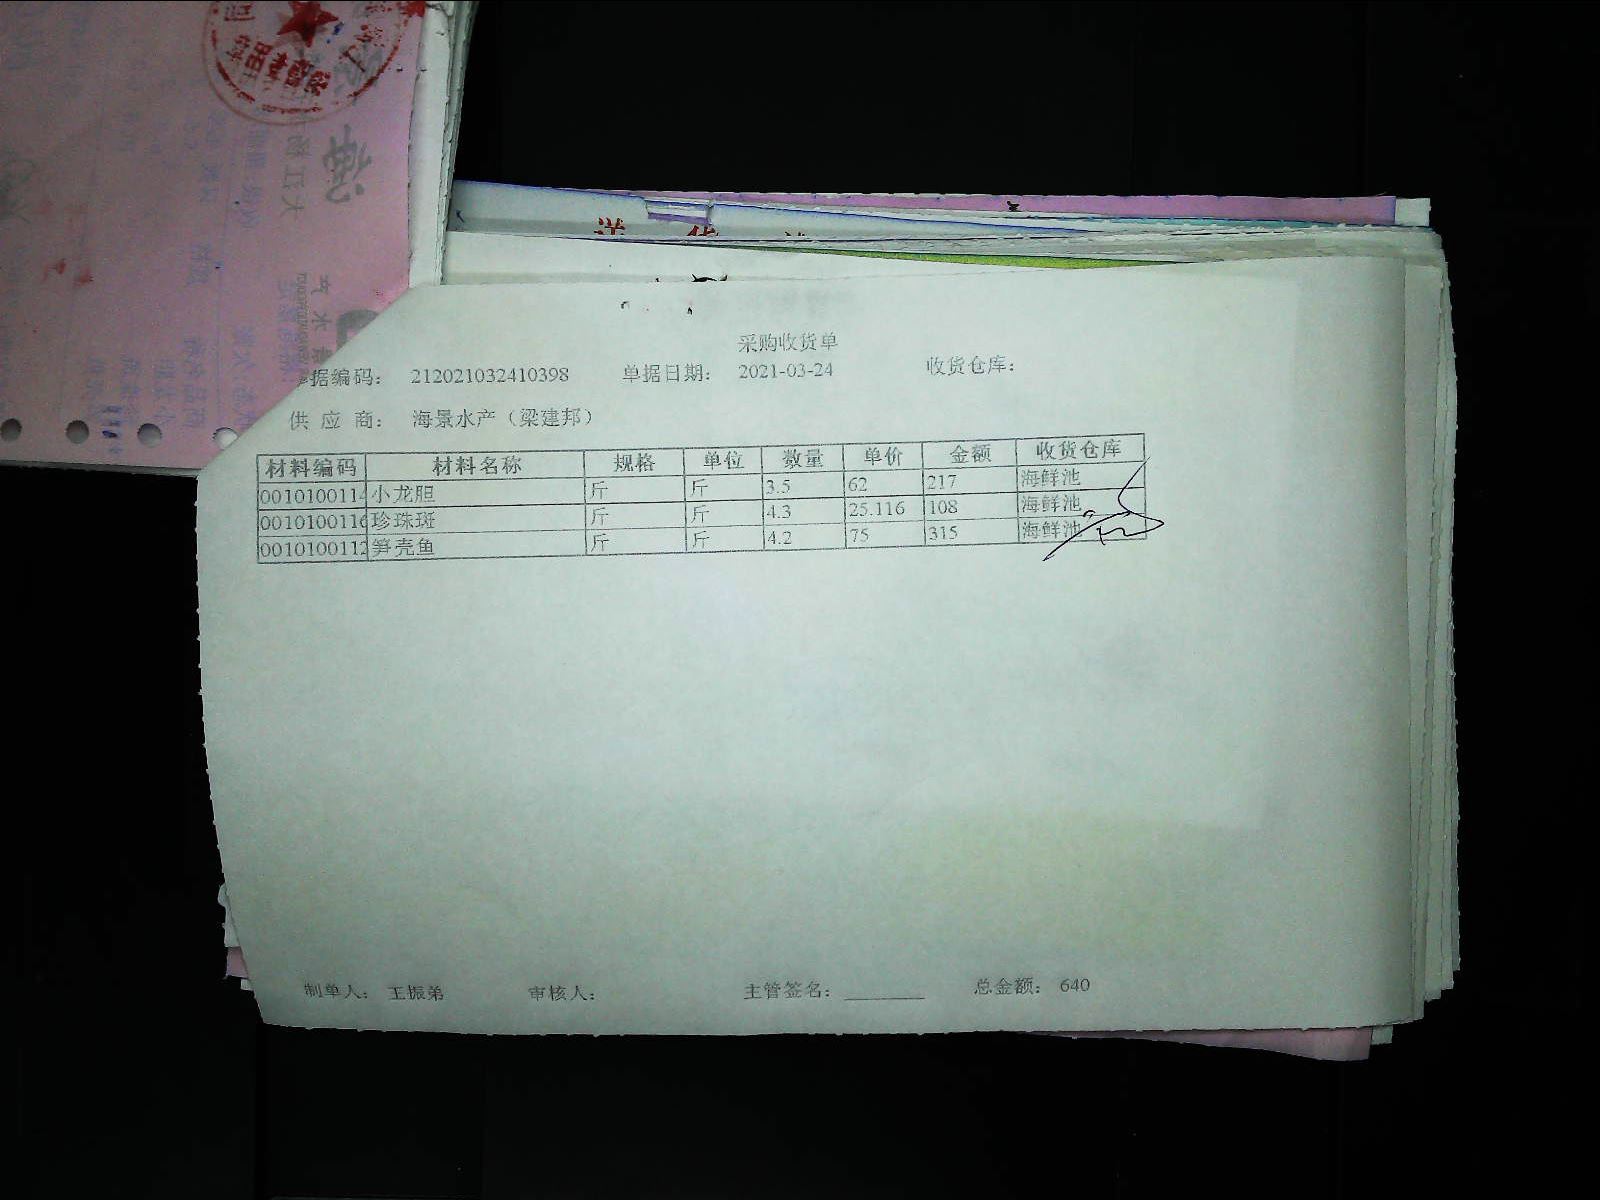 采购收货单
据编码： 212021032410398 单据日期： 2021-03-24 收货仓库：
供 应 商： 海景水产（梁建邦）
材料编码 材料名称 规格 单位 数量 单价 金额 收货仓库
0010100114 小龙胆 斤 斤 3.5 62 217 海鲜池
0010100116 珍珠斑 斤 斤 4.3 25.116 108 海鲜池
0010100112 笋壳鱼 斤 斤 4.2 75 315 海鲜池
制单人： 王振弟 审核人： 主管签名： ________ 总金额： 640